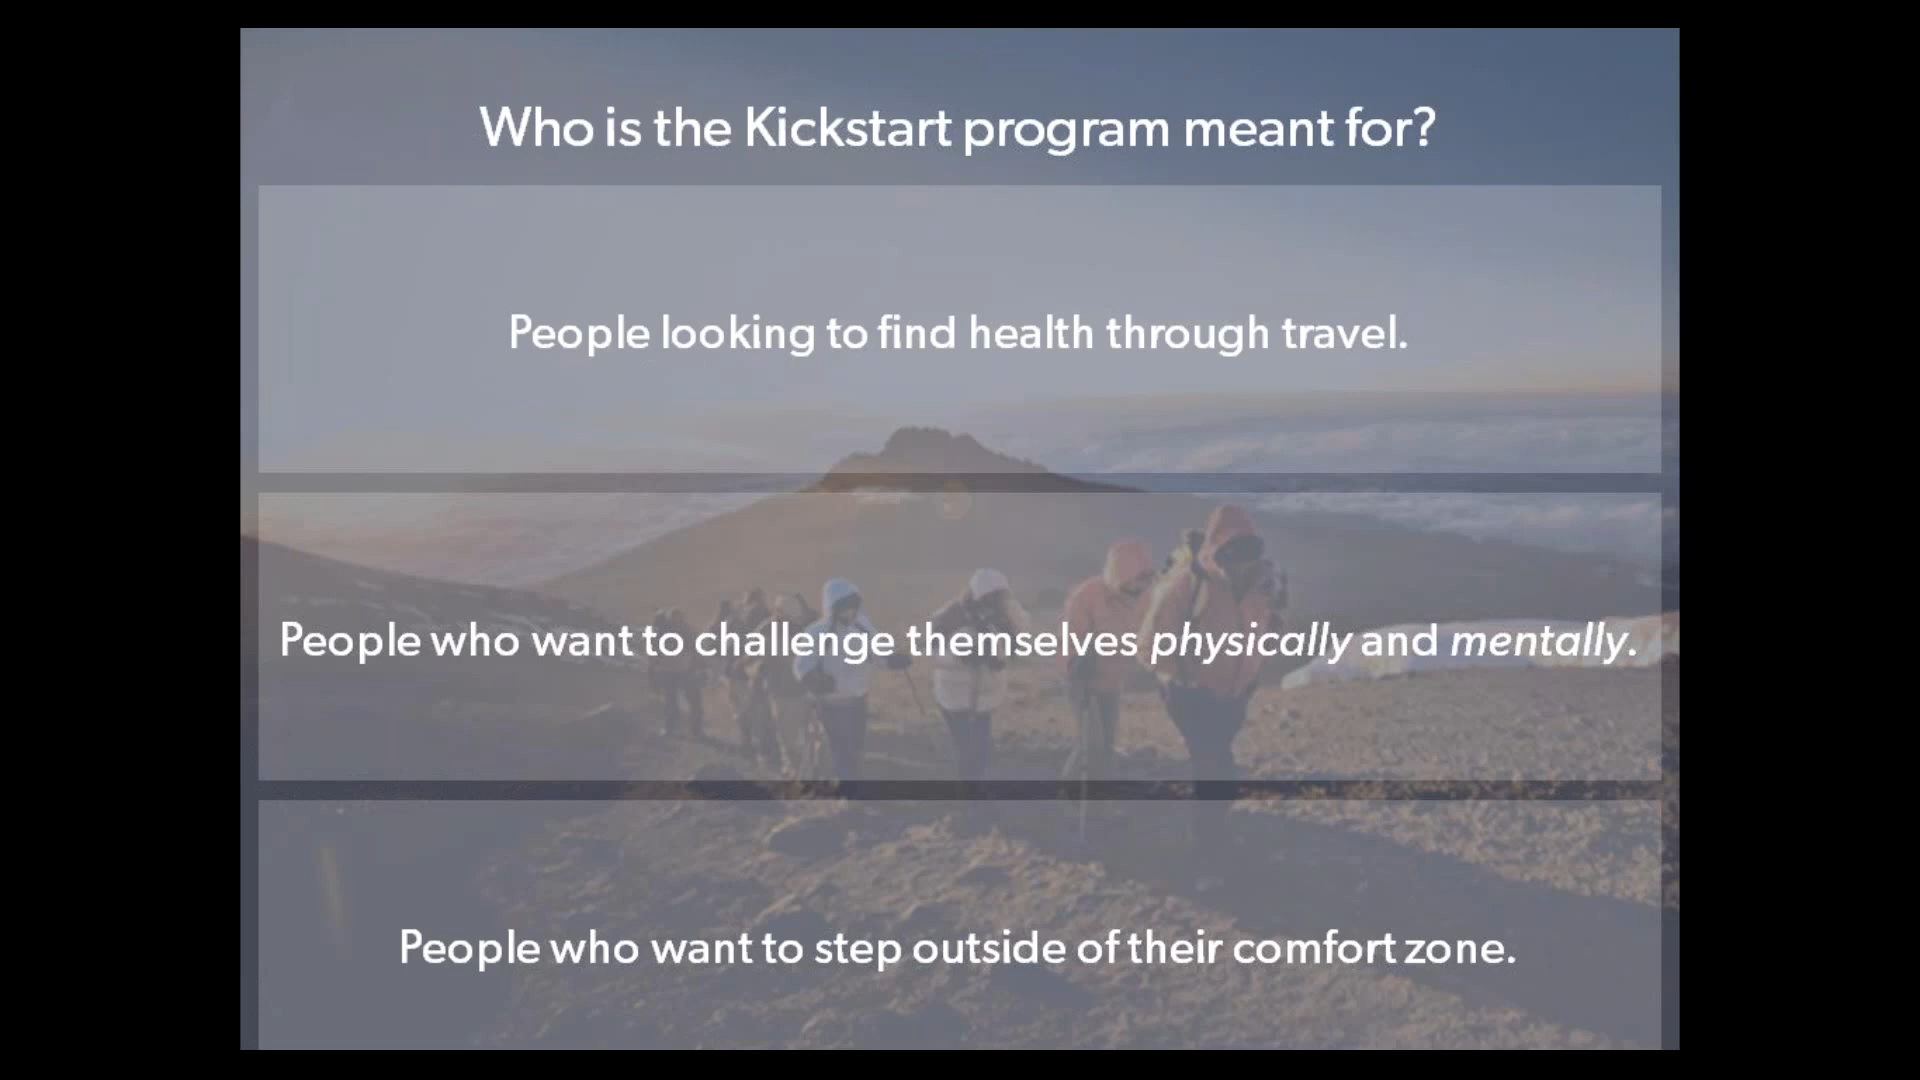 Who is the Kickstart program meant for?
People looking to find health through travel.
People who want to challenge themselves physically and mentally.
People who want to step outside of their comfort zone.